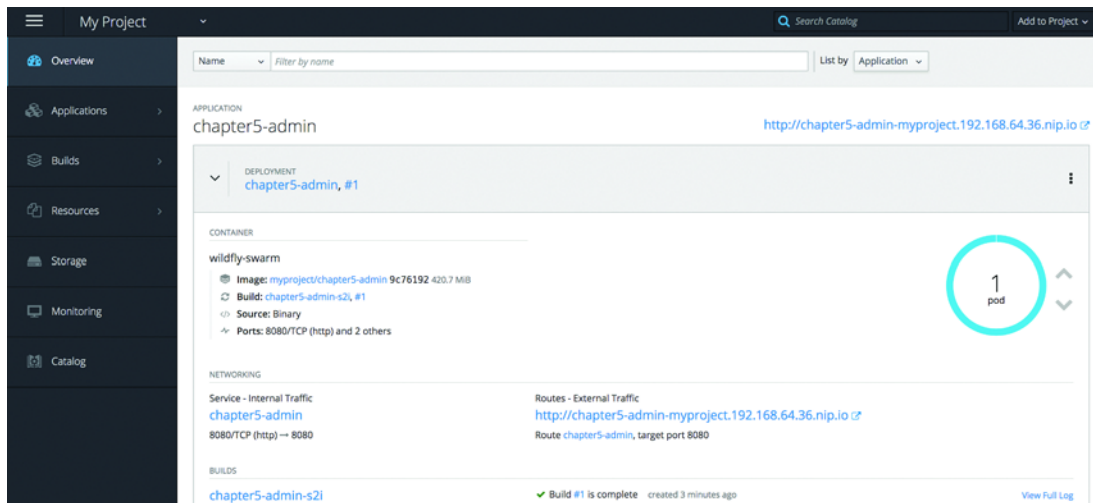 My Project
Search Catalog
Add to Project
Overview
Applications
Builds
Resources
Storage
Monitoring
Catalog
Name
Filter by name
List by
Application
APPLICATION
chapter5-admin
http://chapter5-admin-myproject.192.168.64.36.nip.io
DEPLOYMENT
chapter5-admin, #1
CONTAINER
wildfly-swarm
Image: myproject/chapter5-admin 9c76192 420.7 MiB
Build: chapter5-admin-s2i, #1
Source: Binary
Ports: 8080/TCP (http) and 2 others
1
pod
NETWORKING
Service - Internal Traffic
chapter5-admin
8080/TCP (http) → 8080
Routes - External Traffic
http://chapter5-admin-myproject.192.168.64.36.nip.io
Route chapter5-admin, target port 8080
BUILDS
chapter5-admin-s2i
Build #1 is complete created 3 minutes ago
View Full Log